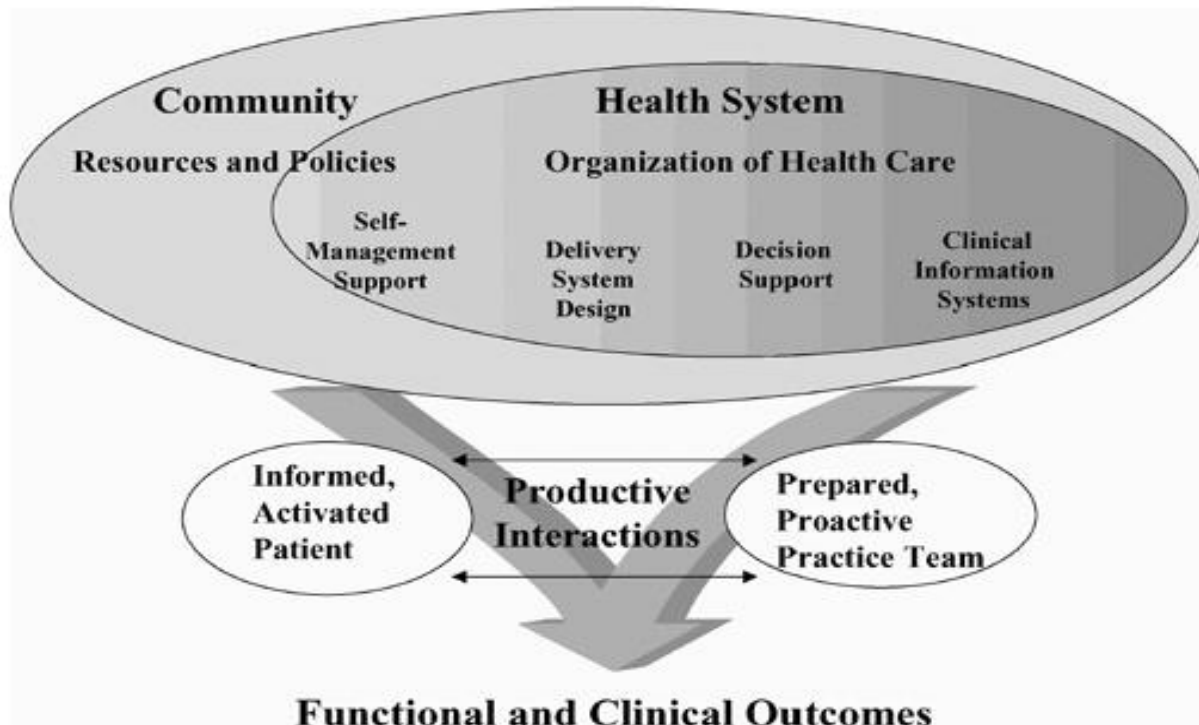 Community
Health System
Resources and Policies
Organization of Health Care
Self-
Management
Support
Delivery
System
Design
Decision
Support
Clinical
Information
Systems
Informed,
Activated
Patient
Productive
Interactions
Prepared,
Proactive
Practice Team
Functional and Clinical Outcomes